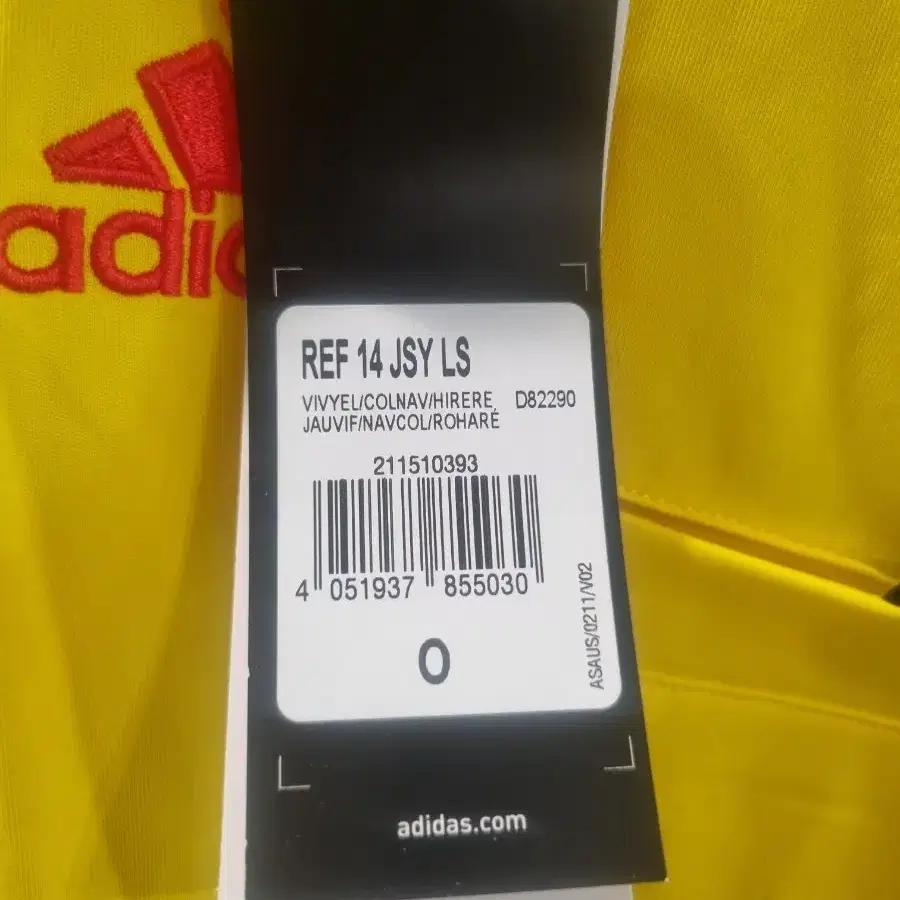 adi
REF 14 JSY LS
VIVYEL/COLNAV/HIRERE D82290
JAUVIF/NAVCOL/ROHARÉ
211510393
4 051937 855030
O
ASAUS/0211/V02
adidas.com